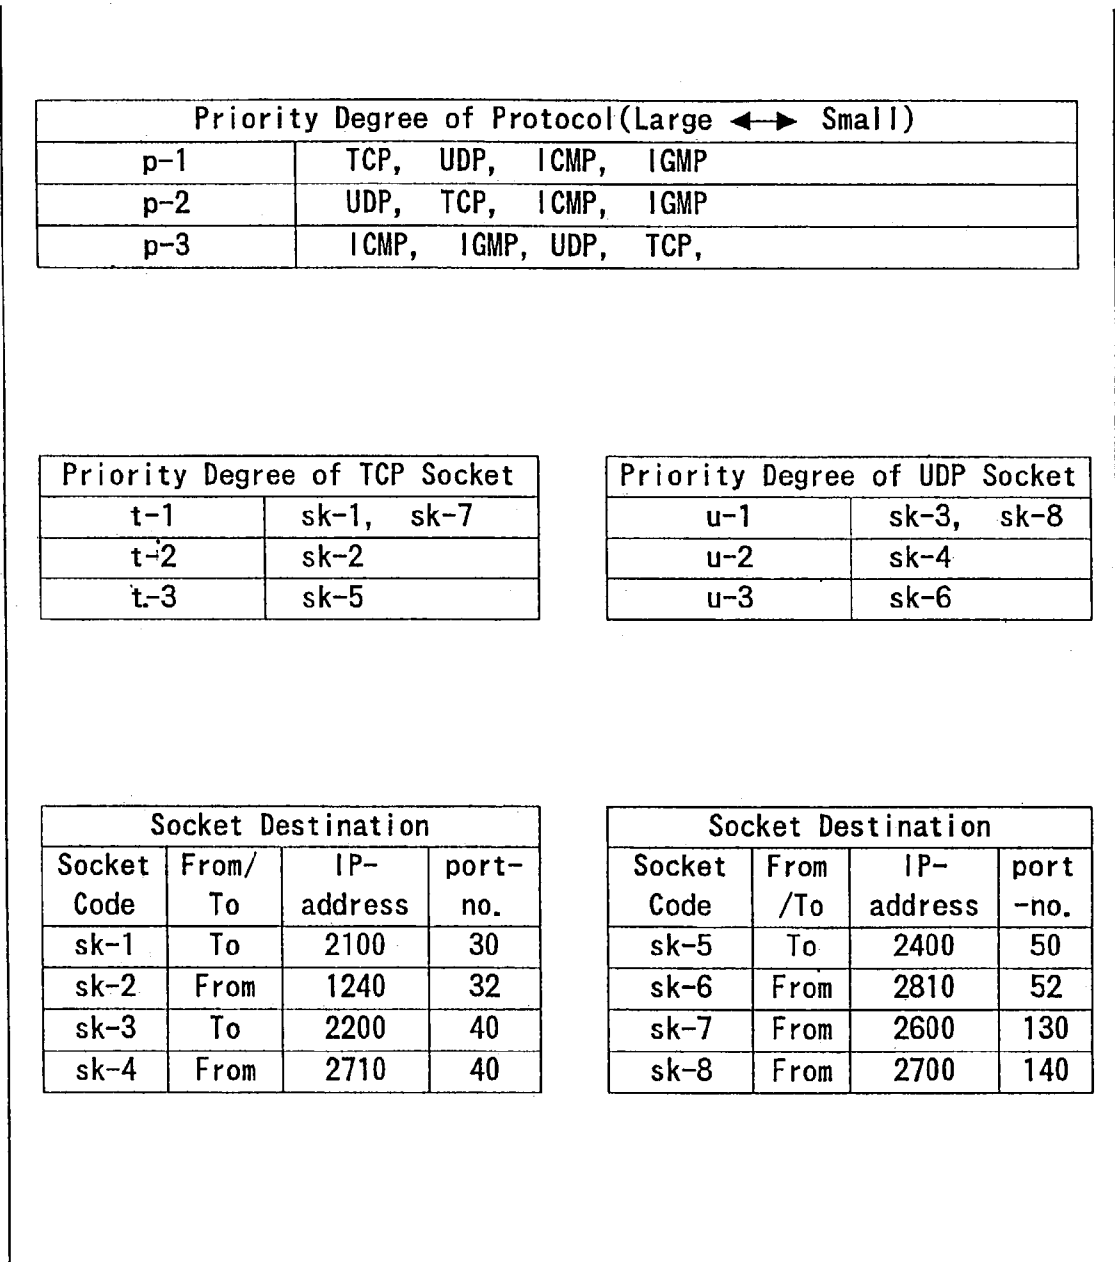 Priority Degree of Protocol(Large ◄─► Small)
p-1 TCP, UDP, ICMP, IGMP
p-2 UDP, TCP, ICMP, IGMP
p-3 ICMP, IGMP, UDP, TCP,
Priority Degree of TCP Socket
t-1 sk-1, sk-7
t-2 sk-2
t-3 sk-5
Priority Degree of UDP Socket
u-1 sk-3, sk-8
u-2 sk-4
u-3 sk-6
Socket Destination
Socket From/ IP- port-
Code To address no.
sk-1 To 2100 30
sk-2 From 1240 32
sk-3 To 2200 40
sk-4 From 2710 40
Socket Destination
Socket From IP- port
Code /To address -no.
sk-5 To 2400 50
sk-6 From 2810 52
sk-7 From 2600 130
sk-8 From 2700 140